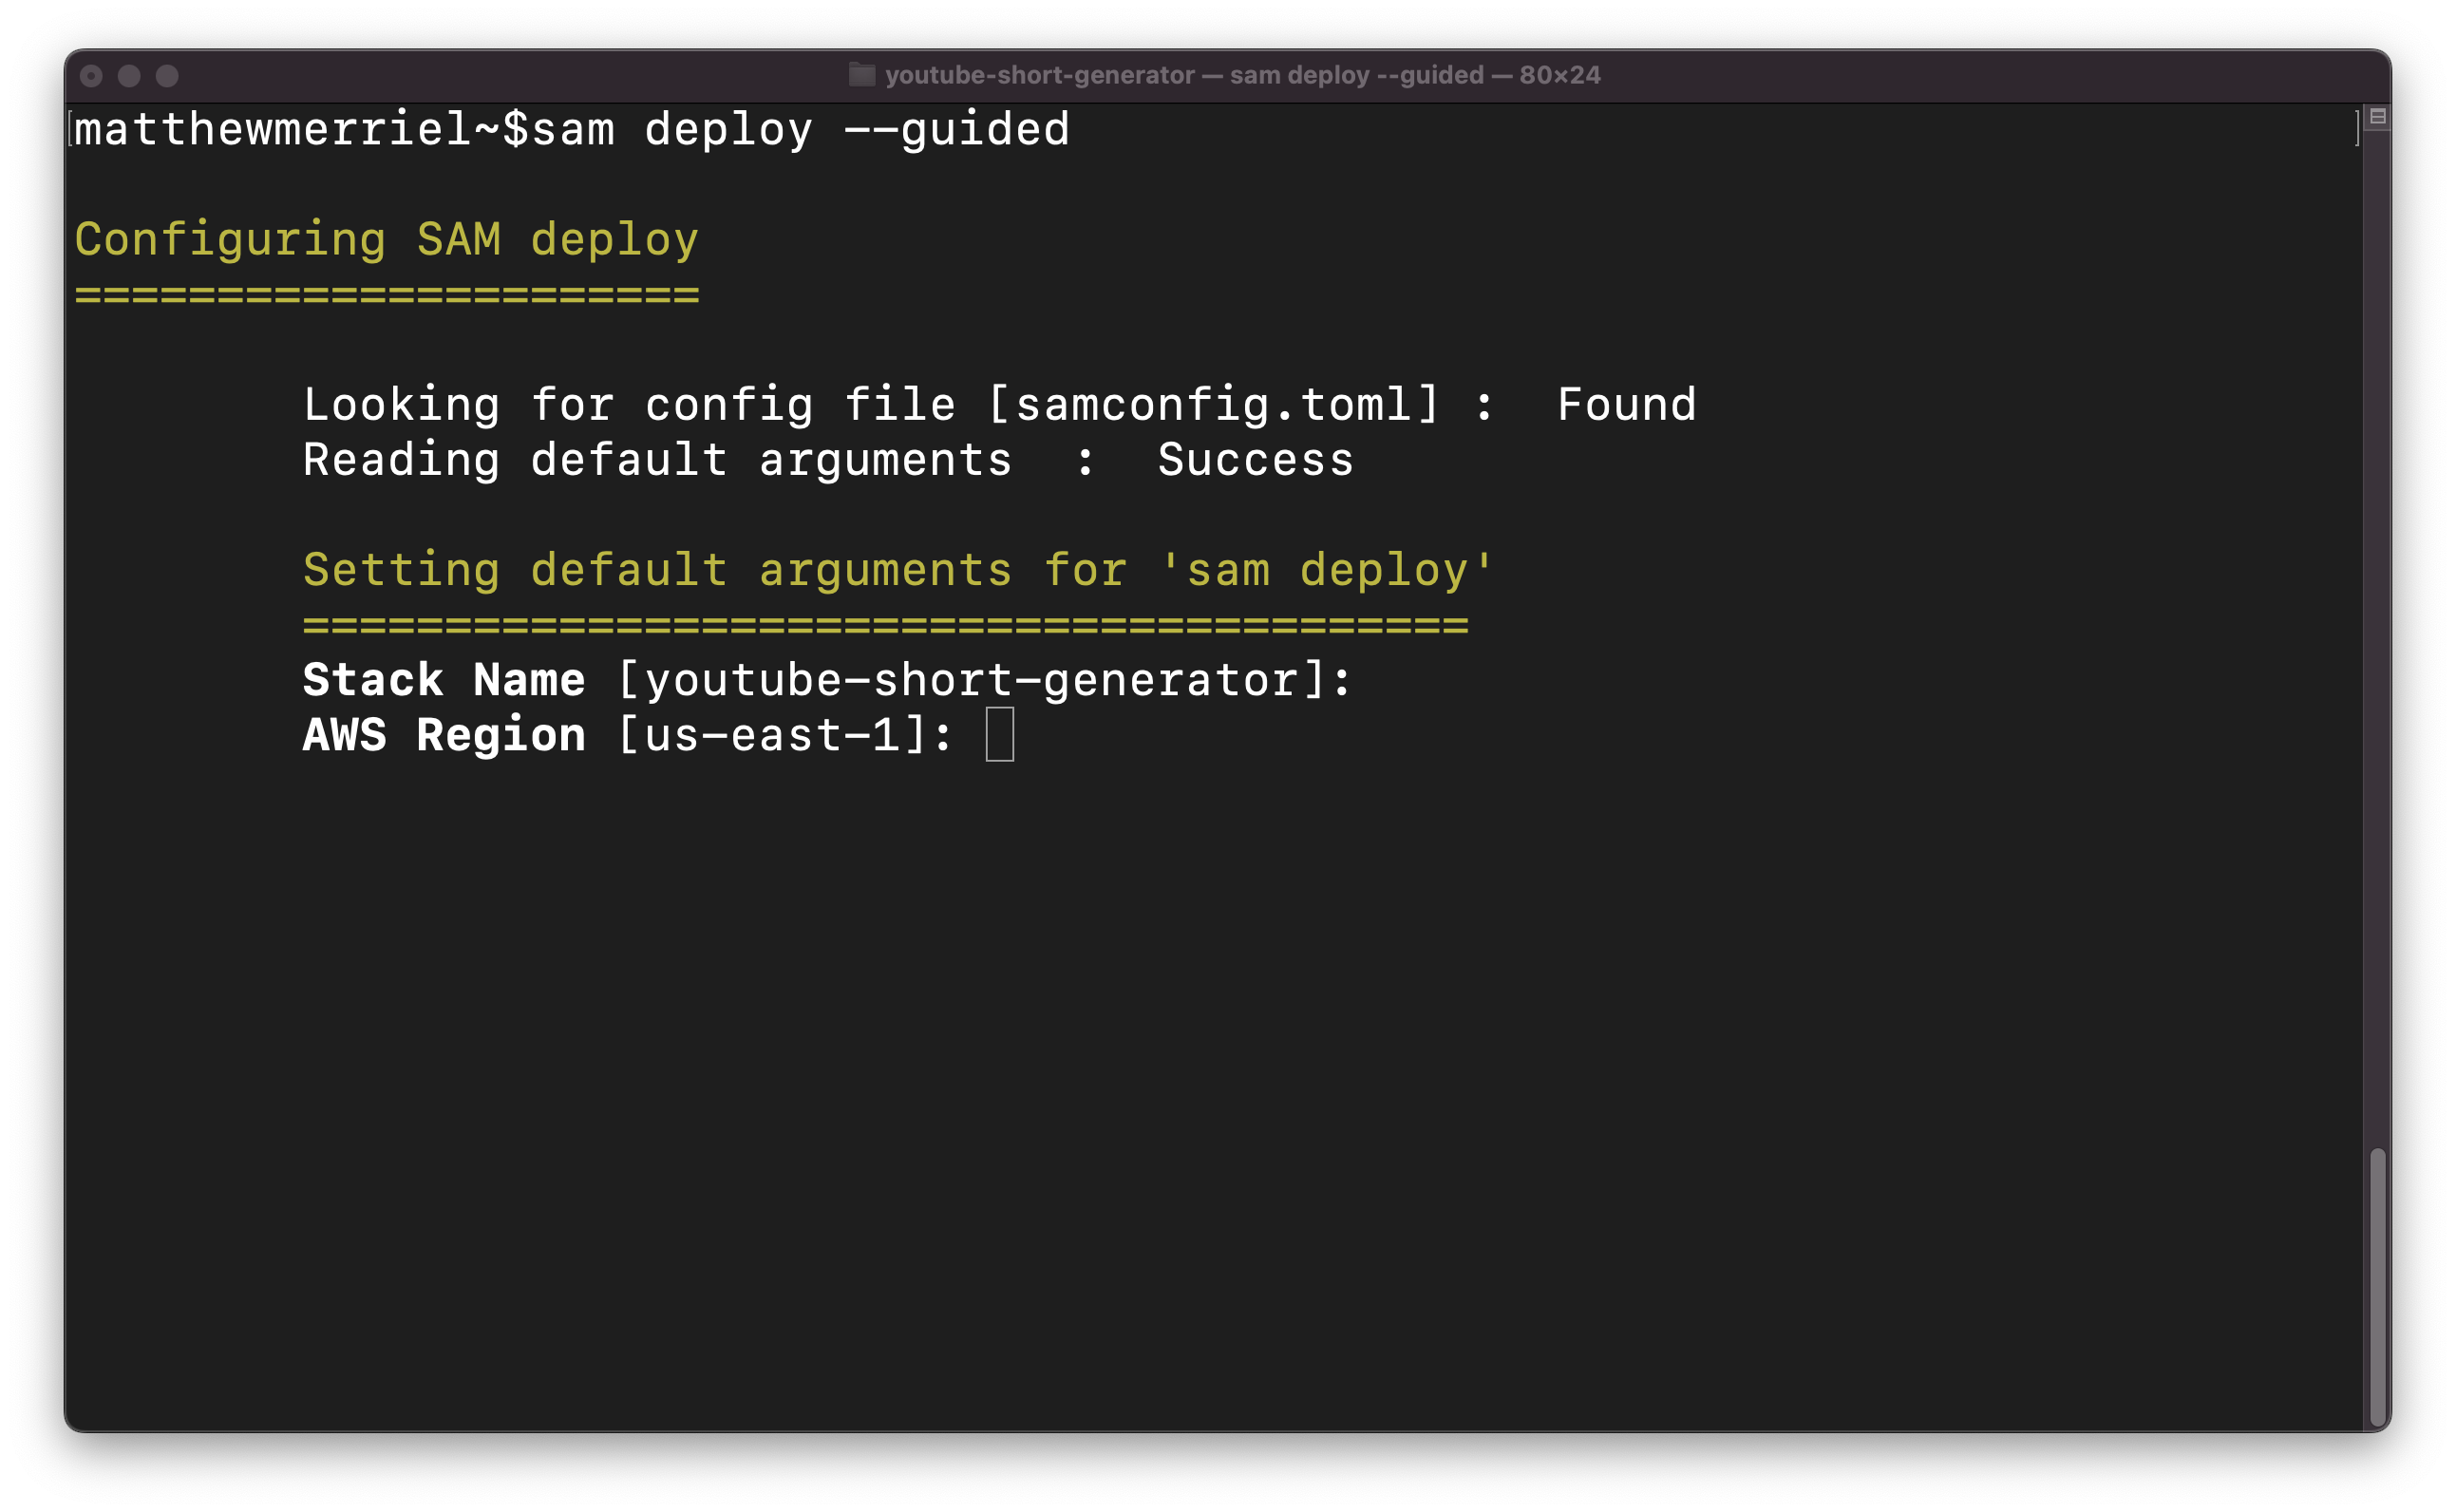 youtube-short-generator — sam deploy --guided — 80×24
[matthewmerriel~$sam deploy --guided ]
Configuring SAM deploy
======================
Looking for config file [samconfig.toml] :  Found
Reading default arguments  :  Success
Setting default arguments for 'sam deploy'
=========================================
Stack Name [youtube-short-generator]:
AWS Region [us-east-1]: